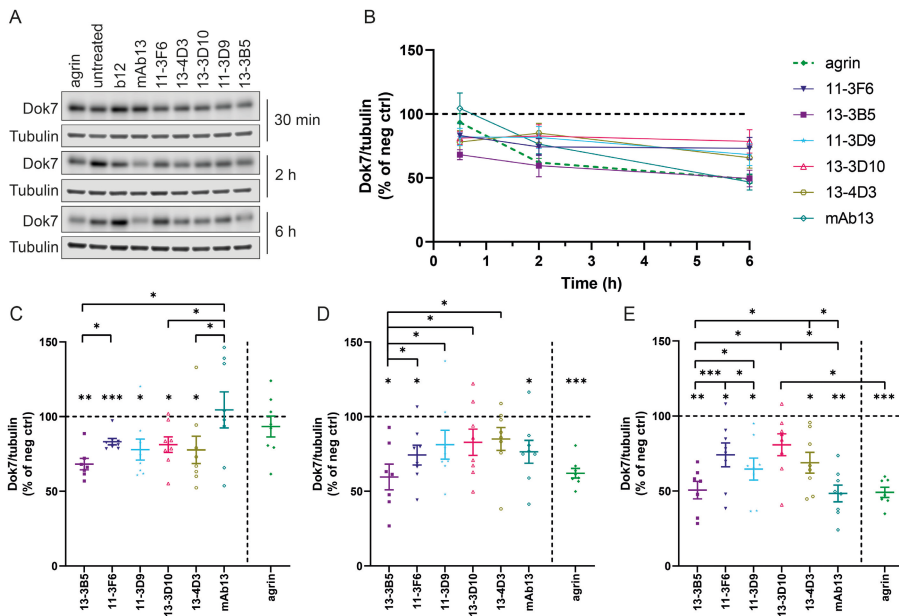 A
agrin
untreated
b12
mAb13
11-3F6
13-4D3
13-3D10
11-3D9
13-3B5
Dok7
Tubulin
30 min
Dok7
Tubulin
2 h
Dok7
Tubulin
6 h
B
Dok7/tubulin
(% of neg ctrl)
150
100
50
0
0 1 2 3 4 5 6
Time (h)
agrin
11-3F6
13-3B5
11-3D9
13-3D10
13-4D3
mAb13
C
Dok7/tubulin
(% of neg ctrl)
150
100
50
0
*
* * *
** *** * * *
13-3B5 11-3F6 11-3D9 13-3D10 13-4D3 mAb13 agrin
D
Dok7/tubulin
(% of neg ctrl)
150
100
50
0
*
*
*
*
* * * ***
13-3B5 11-3F6 11-3D9 13-3D10 13-4D3 mAb13 agrin
E
Dok7/tubulin
(% of neg ctrl)
150
100
50
0
* *
* *
*
*** * *
** * * * ** ***
13-3B5 11-3F6 11-3D9 13-3D10 13-4D3 mAb13 agrin